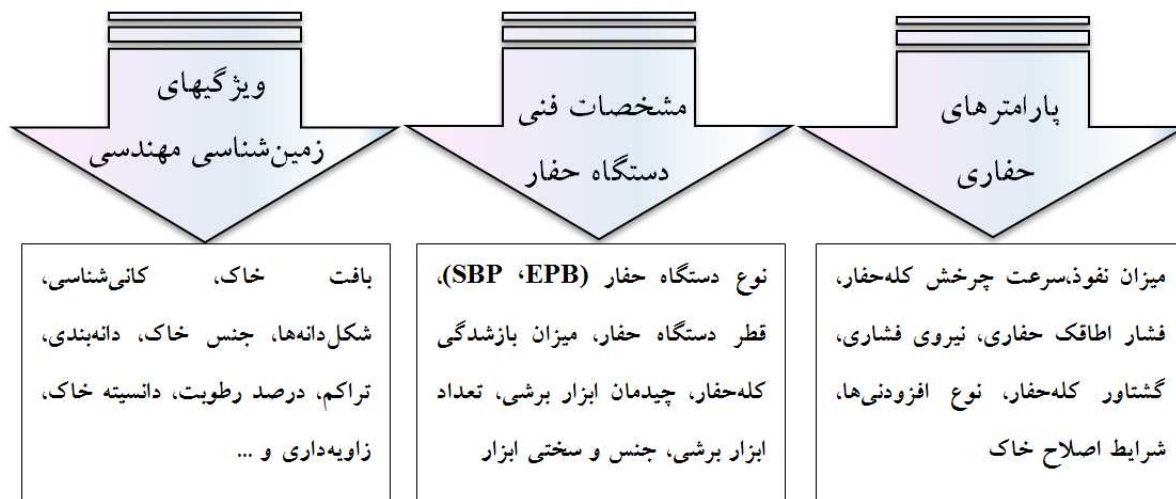 پارامترهای
حفاری
میزان نفوذ،سرعت چرخش کله‌حفار،
فشار اطاقک حفاری، نیروی فشاری،
گشتاور کله‌حفار، نوع افزودنی‌ها،
شرایط اصلاح خاک
مشخصات فنی
دستگاه حفار
نوع دستگاه حفار (SBP ،EPB)،
قطر دستگاه حفار، میزان بازشدگی
کله‌حفار، چیدمان ابزار برشی، تعداد
ابزار برشی، جنس و سختی ابزار
ویژگیهای
زمین‌شناسی مهندسی
بافت خاک، کانی‌شناسی،
شکل‌دانه‌ها، جنس خاک، دانه‌بندی،
تراکم، درصد رطوبت، دانسیته خاک،
زاویه‌داری و ...